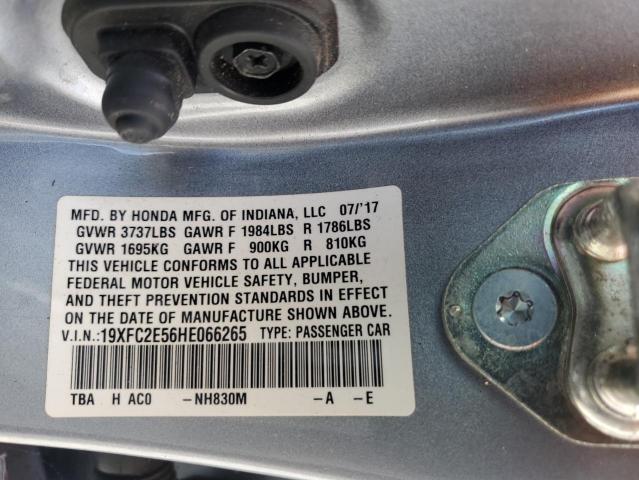 MFD. BY HONDA MFG. OF INDIANA, LLC 07/'17
GVWR 3737LBS GAWR F 1984LBS R 1786LBS
GVWR 1695KG GAWR F 900KG R 810KG
THIS VEHICLE CONFORMS TO ALL APPLICABLE
FEDERAL MOTOR VEHICLE SAFETY, BUMPER,
AND THEFT PREVENTION STANDARDS IN EFFECT
ON THE DATE OF MANUFACTURE SHOWN ABOVE.
V.I.N.:19XFC2E56HE066265 TYPE: PASSENGER CAR
TBA H AC0 -NH830M -A -E